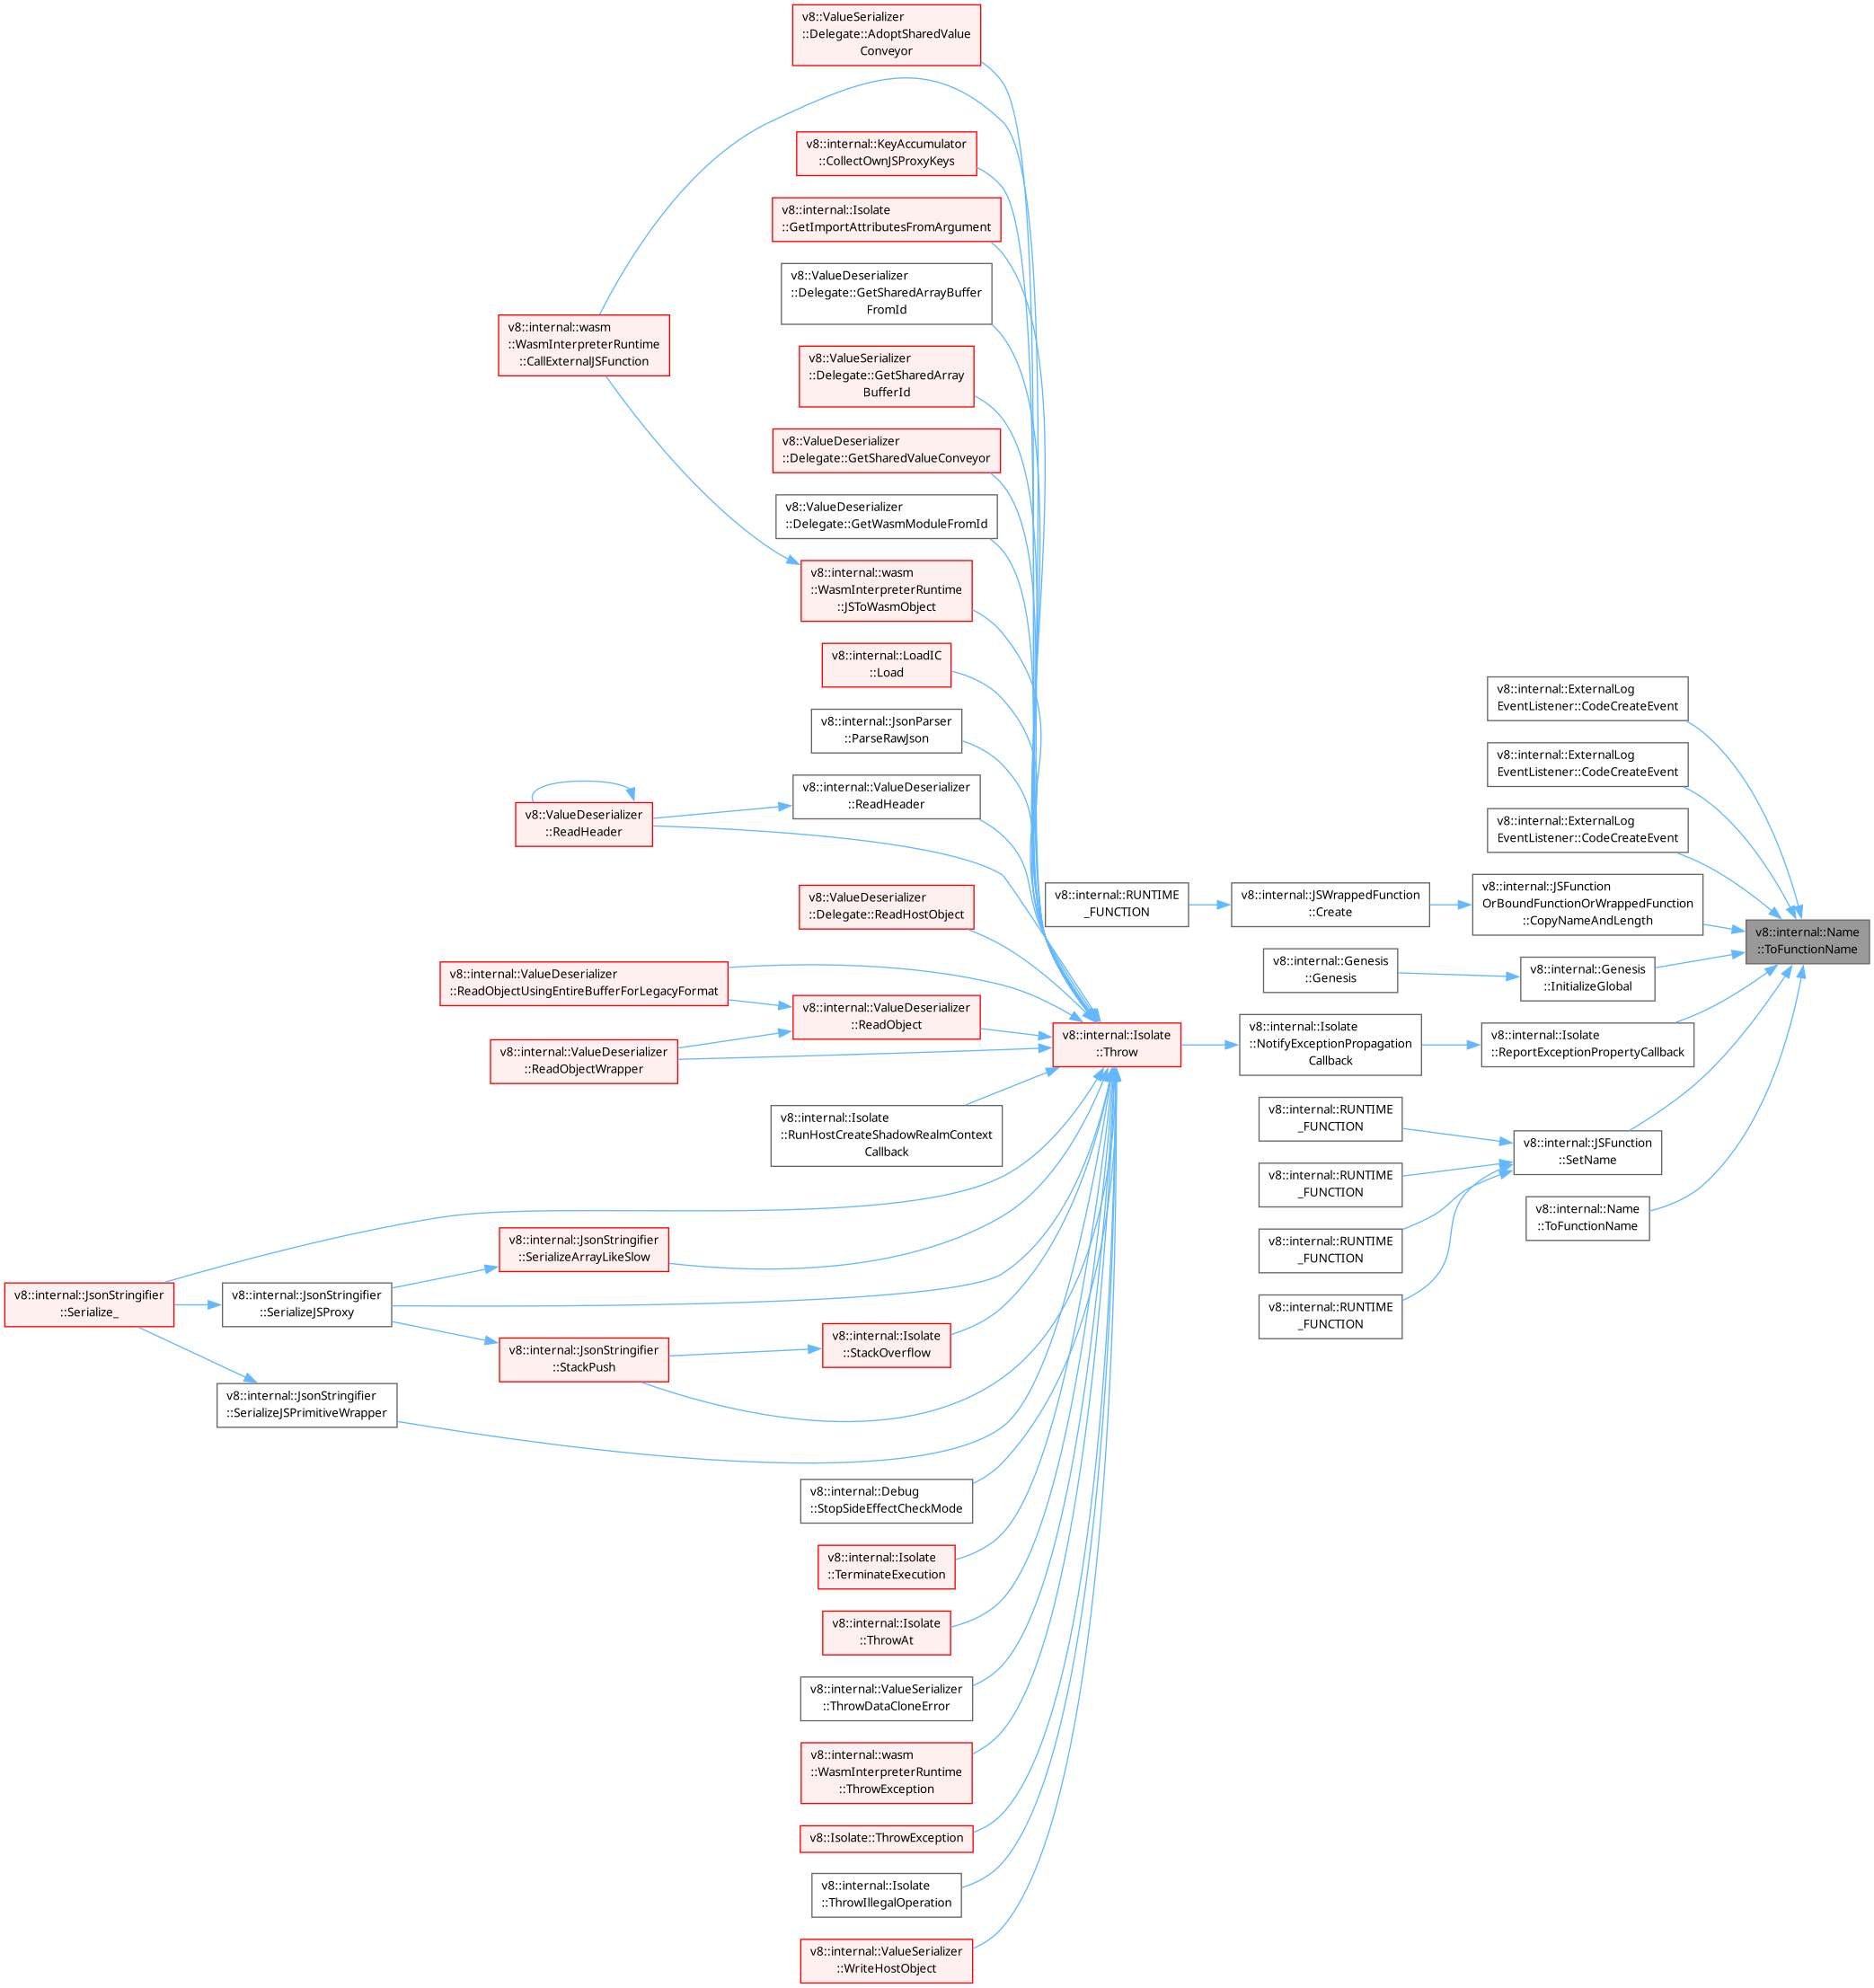 v8::ValueSerializer
::Delegate::AdoptSharedValue
Conveyor
v8::internal::KeyAccumulator
::CollectOwnJSProxyKeys
v8::internal::Isolate
::GetImportAttributesFromArgument
v8::ValueDeserializer
::Delegate::GetSharedArrayBuffer
FromId
v8::internal::wasm
::WasmInterpreterRuntime
::CallExternalJSFunction
v8::ValueSerializer
::Delegate::GetSharedArray
BufferId
v8::ValueDeserializer
::Delegate::GetSharedValueConveyor
v8::ValueDeserializer
::Delegate::GetWasmModuleFromId
v8::internal::wasm
::WasmInterpreterRuntime
::JSToWasmObject
v8::internal::LoadIC
::Load
v8::internal::JsonParser
::ParseRawJson
v8::internal::ValueDeserializer
::ReadHeader
v8::ValueDeserializer
::ReadHeader
v8::ValueDeserializer
::Delegate::ReadHostObject
v8::internal::ValueDeserializer
::ReadObjectUsingEntireBufferForLegacyFormat
v8::internal::ValueDeserializer
::ReadObject
v8::internal::ValueDeserializer
::ReadObjectWrapper
v8::internal::Isolate
::RunHostCreateShadowRealmContext
Callback
v8::internal::JsonStringifier
::SerializeArrayLikeSlow
v8::internal::JsonStringifier
::Serialize_
v8::internal::JsonStringifier
::SerializeJSProxy
v8::internal::JsonStringifier
::StackPush
v8::internal::Isolate
::StackOverflow
v8::internal::JsonStringifier
::SerializeJSPrimitiveWrapper
v8::internal::Debug
::StopSideEffectCheckMode
v8::internal::Isolate
::TerminateExecution
v8::internal::Isolate
::ThrowAt
v8::internal::ValueSerializer
::ThrowDataCloneError
v8::internal::wasm
::WasmInterpreterRuntime
::ThrowException
v8::Isolate::ThrowException
v8::internal::Isolate
::ThrowIllegalOperation
v8::internal::ValueSerializer
::WriteHostObject
v8::internal::Isolate
::Throw
v8::internal::RUNTIME
_FUNCTION
v8::internal::JSWrappedFunction
::Create
v8::internal::Genesis
::Genesis
v8::internal::Isolate
::NotifyExceptionPropagation
Callback
v8::internal::RUNTIME
_FUNCTION
v8::internal::RUNTIME
_FUNCTION
v8::internal::RUNTIME
_FUNCTION
v8::internal::RUNTIME
_FUNCTION
v8::internal::ExternalLog
EventListener::CodeCreateEvent
v8::internal::ExternalLog
EventListener::CodeCreateEvent
v8::internal::ExternalLog
EventListener::CodeCreateEvent
v8::internal::JSFunction
OrBoundFunctionOrWrappedFunction
::CopyNameAndLength
v8::internal::Genesis
::InitializeGlobal
v8::internal::Isolate
::ReportExceptionPropertyCallback
v8::internal::JSFunction
::SetName
v8::internal::Name
::ToFunctionName
v8::internal::Name
::ToFunctionName